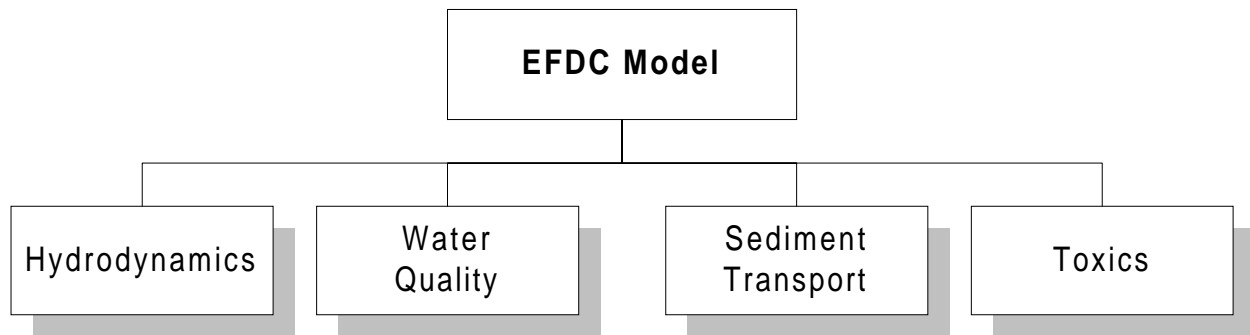 EFDC Model
Hydrodynamics
Water
Quality
Sediment
Transport
Toxics